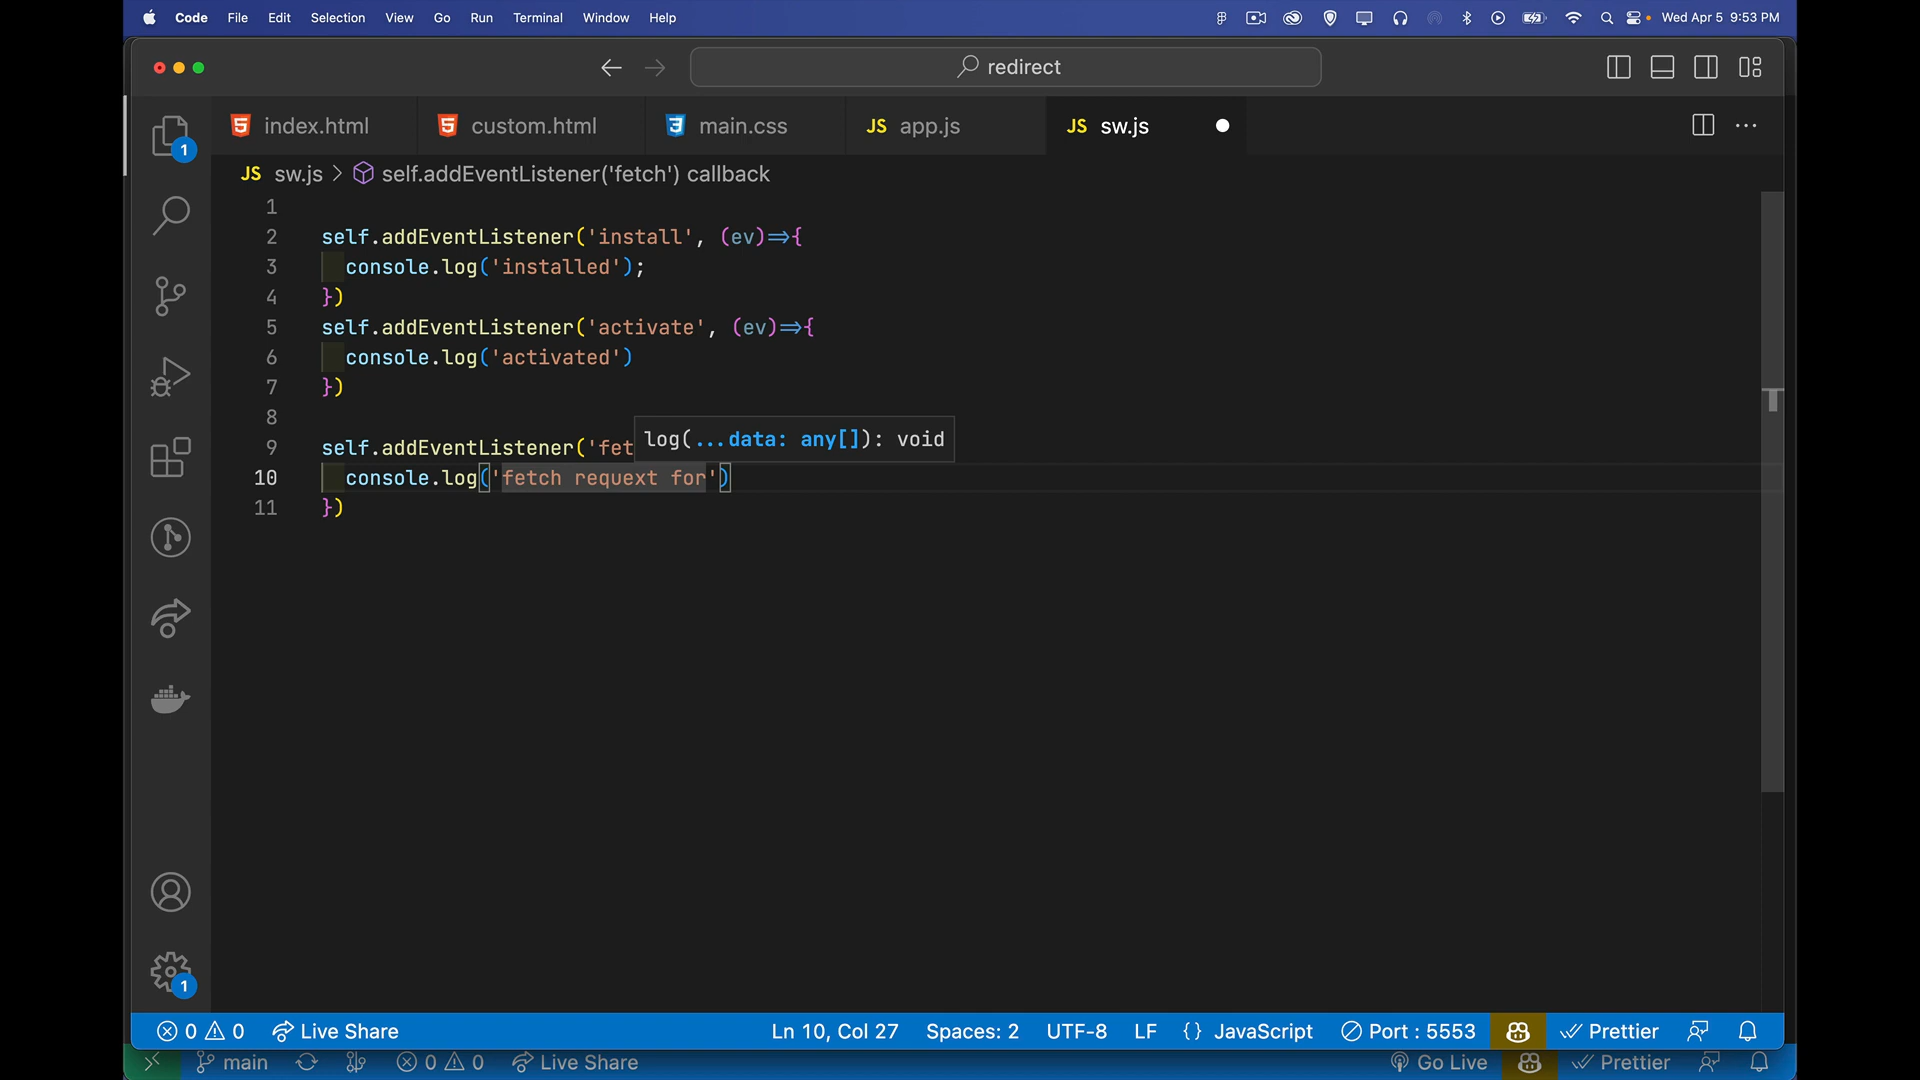 Code File Edit Selection View Go Run Terminal Window Help Wed Apr 5 9:53 PM
redirect
index.html custom.html main.css JS app.js JS sw.js
JS sw.js > self.addEventListener('fetch') callback
1
2 self.addEventListener('install', (ev)=>{
3 console.log('installed');
4 })
5 self.addEventListener('activate', (ev)=>{
6 console.log('activated')
7 })
8
log(...data: any[]): void
9 self.addEventListener('fet
10 console.log('fetch requext for')
11 })
1
1
0 0 Live Share Ln 10, Col 27 Spaces: 2 UTF-8 LF {} JavaScript Port : 5553 Prettier
main 0 0 Live Share Go Live Prettier